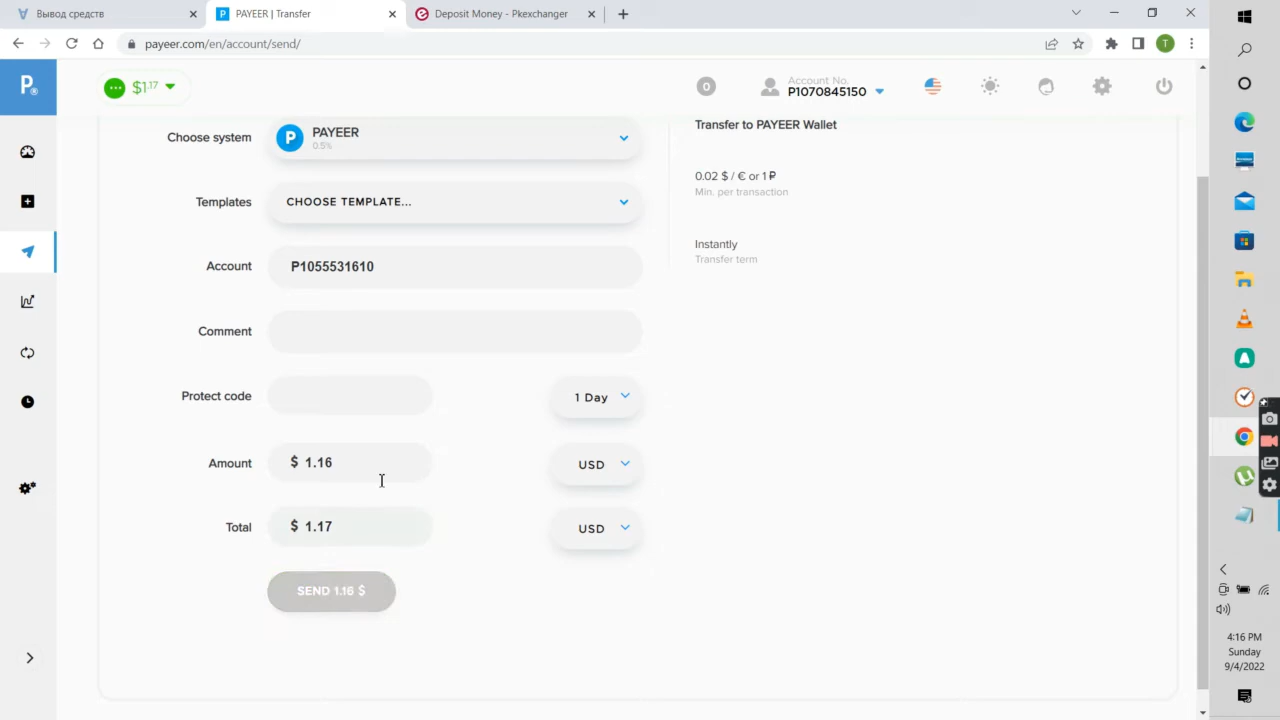 Вывод средств
PAYEER | Transfer
Deposit Money - Pkexchanger
payeer.com/en/account/send/
T
P®
$1.17
0
Account No.
P1070845150
Choose system
P
PAYEER
0.5%
Transfer to PAYEER Wallet
0.02 $ / € or 1 ₽
Min. per transaction
Templates
CHOOSE TEMPLATE...
Instantly
Transfer term
Account
P1055531610
Comment
Protect code
1 Day
Amount
$ 1.16
USD
Total
$ 1.17
USD
SEND 1.16 $
4:16 PM
Sunday
9/4/2022